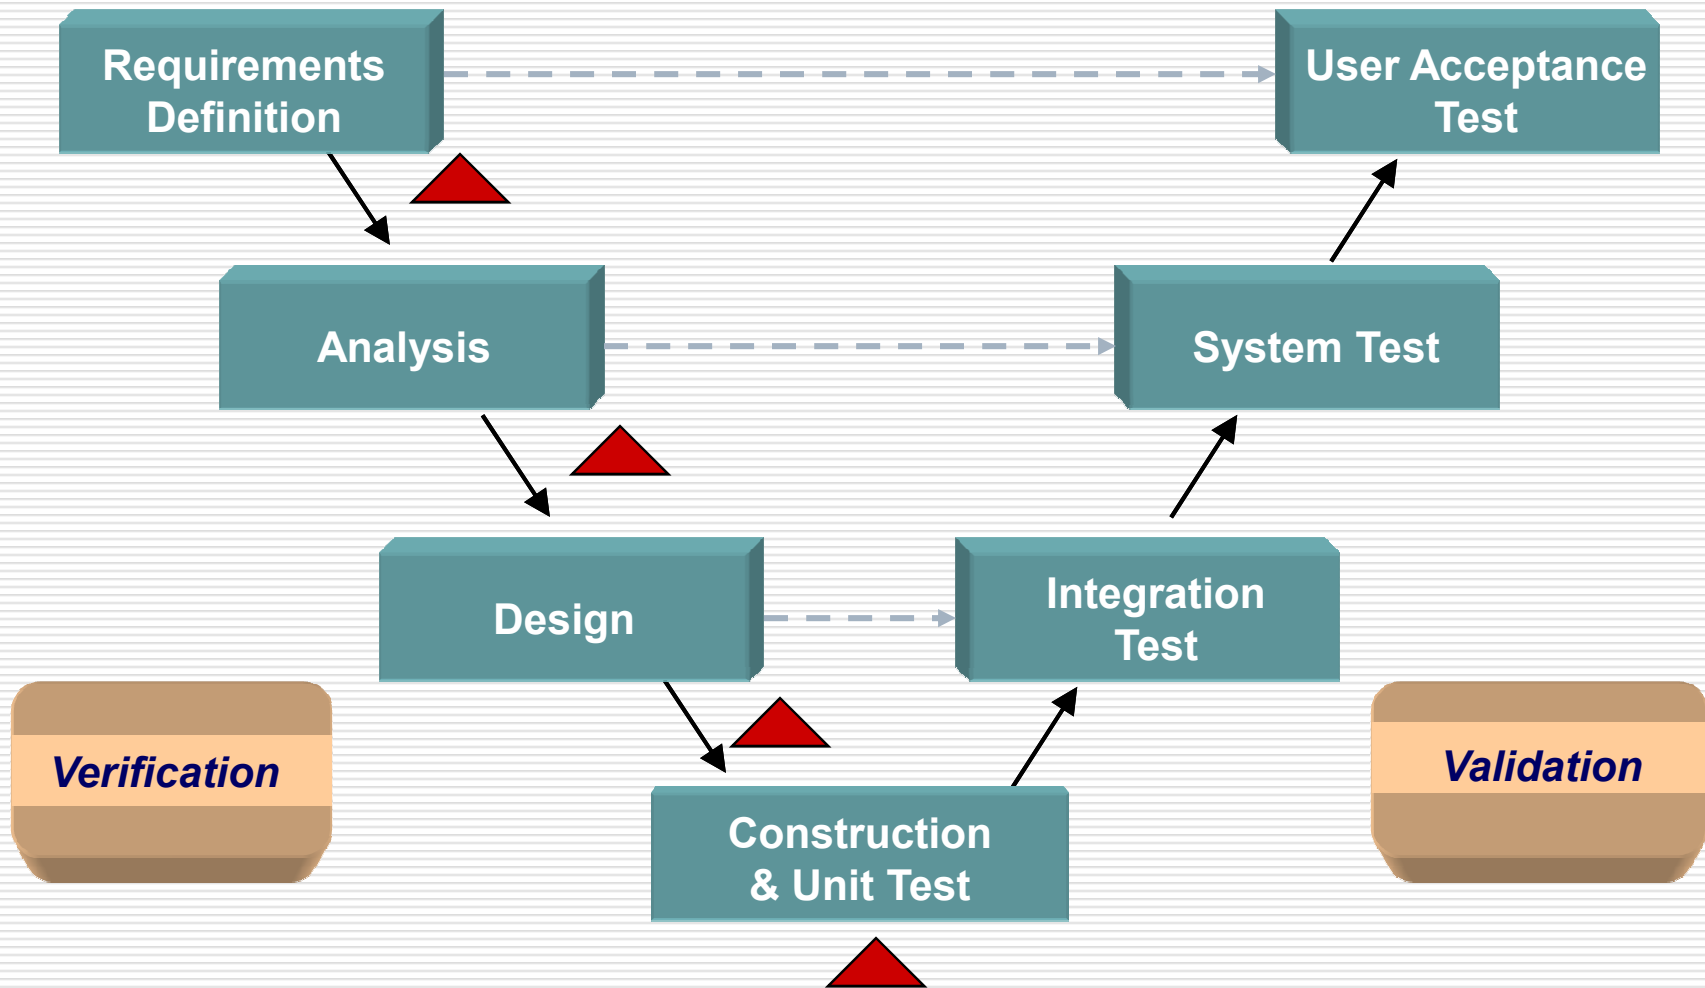 Requirements
Definition
User Acceptance
Test
Analysis
System Test
Design
Integration
Test
Verification
Validation
Construction
& Unit Test